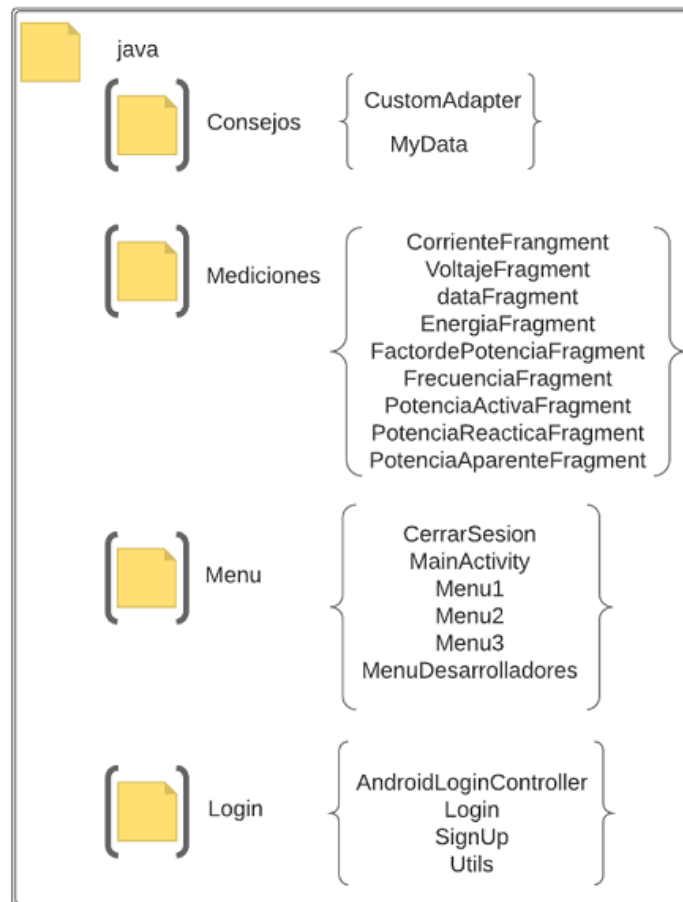 java
Consejos
CustomAdapter
MyData
Mediciones
CorrienteFrangment
VoltajeFragment
dataFragment
EnergiaFragment
FactordePotenciaFragment
FrecuenciaFragment
PotenciaActivaFragment
PotenciaReacticaFragment
PotenciaAparenteFragment
Menu
CerrarSesion
MainActivity
Menu1
Menu2
Menu3
MenuDesarrolladores
Login
AndroidLoginController
Login
SignUp
Utils